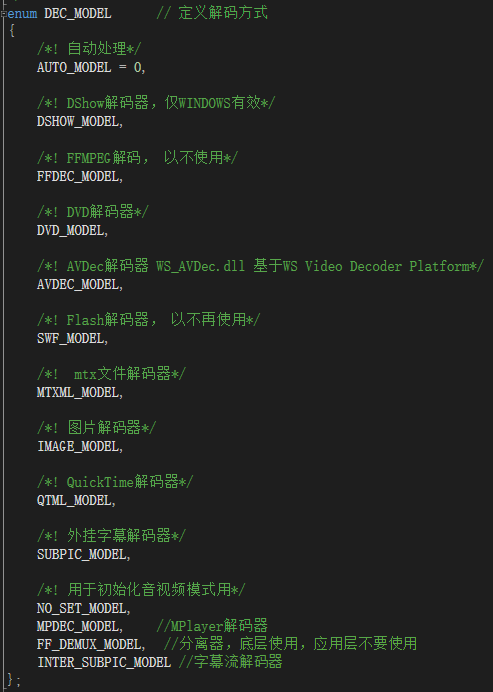 enum DEC_MODEL // 定义解码方式
{
/*! 自动处理*/
AUTO_MODEL = 0,
/*! DShow解码器，仅WINDOWS有效*/
DSHOW_MODEL,
/*! FFMPEG解码， 以不使用*/
FFDEC_MODEL,
/*! DVD解码器*/
DVD_MODEL,
/*! AVDec解码器 WS_AVDec.dll 基于WS Video Decoder Platform*/
AVDEC_MODEL,
/*! Flash解码器， 以不再使用*/
SWF_MODEL,
/*!  mtx文件解码器*/
MTXML_MODEL,
/*! 图片解码器*/
IMAGE_MODEL,
/*! QuickTime解码器*/
QTML_MODEL,
/*! 外挂字幕解码器*/
SUBPIC_MODEL,
/*! 用于初始化音视频模式用*/
NO_SET_MODEL,
MPDEC_MODEL, //MPlayer解码器
FF_DEMUX_MODEL, //分离器，底层使用，应用层不要使用
INTER_SUBPIC_MODEL //字幕流解码器
};